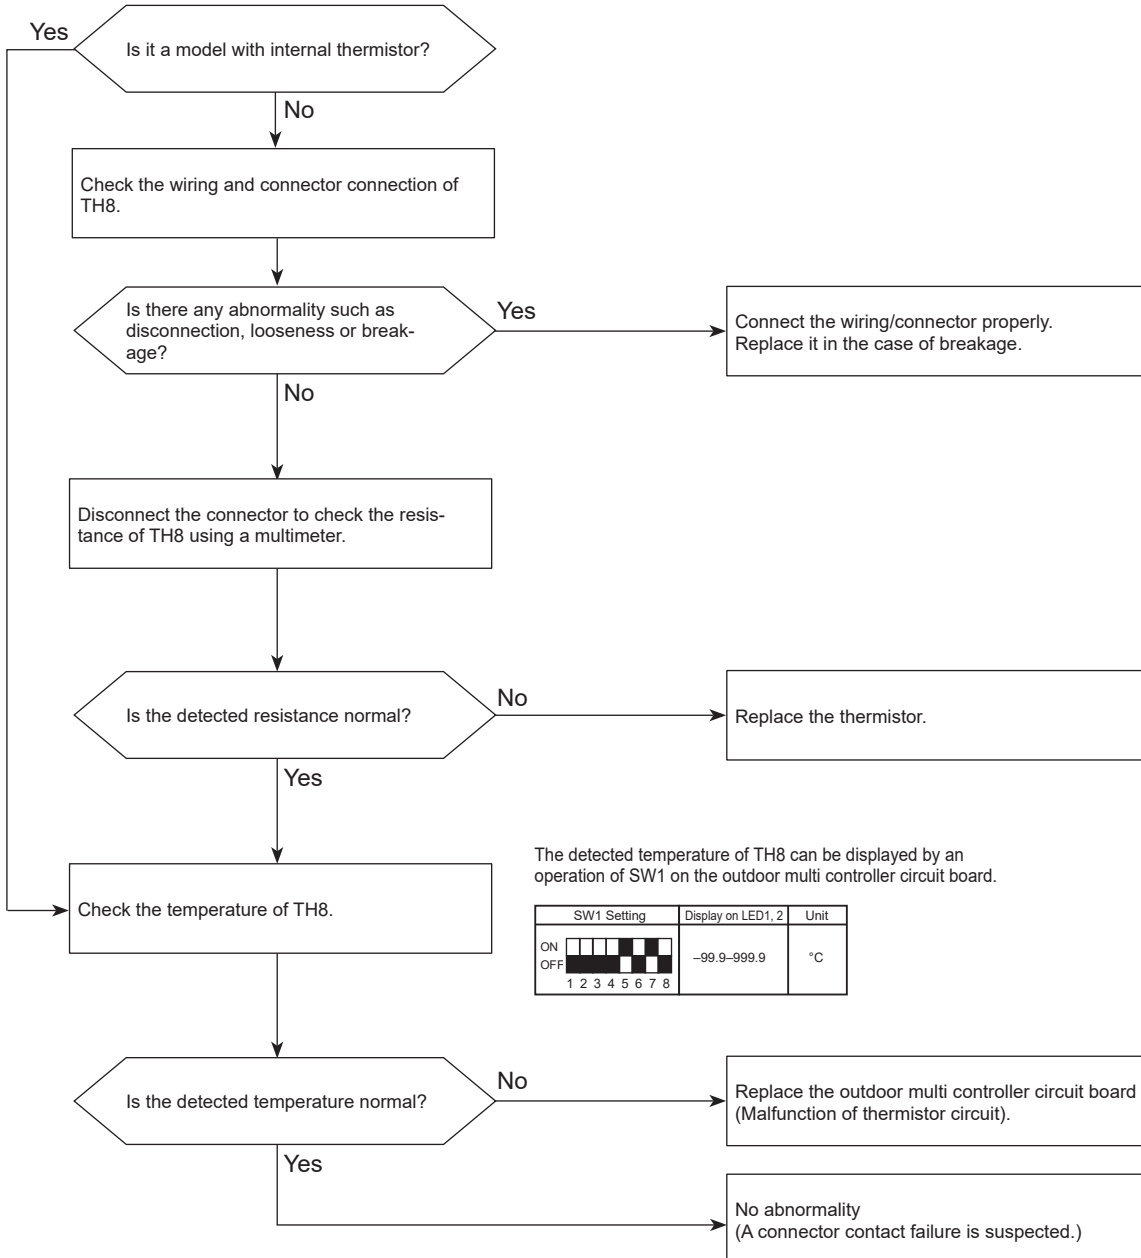 Yes
Is it a model with internal thermistor?
No
Check the wiring and connector connection of
TH8.
Is there any abnormality such as
disconnection, looseness or break-
age?
Yes
Connect the wiring/connector properly.
Replace it in the case of breakage.
No
Disconnect the connector to check the resis-
tance of TH8 using a multimeter.
Is the detected resistance normal?
No
Replace the thermistor.
Yes
The detected temperature of TH8 can be displayed by an
operation of SW1 on the outdoor multi controller circuit board.
Check the temperature of TH8.
SW1 Setting Display on LED1, 2 Unit
ON
OFF
1 2 3 4 5 6 7 8
–99.9–999.9 °C
Is the detected temperature normal?
No
Replace the outdoor multi controller circuit board
(Malfunction of thermistor circuit).
Yes
No abnormality
(A connector contact failure is suspected.)